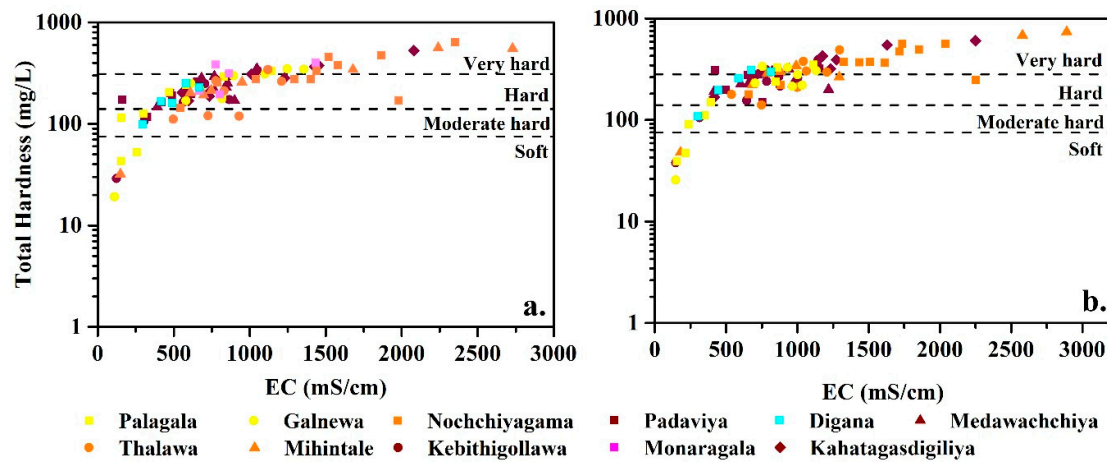 1000
100
10
1
Total Hardness (mg/L)
Very hard
Hard
Moderate hard
Soft
a.
0 500 1000 1500 2000 2500 3000
EC (mS/cm)
1000
100
10
1
Very hard
Hard
Moderate hard
Soft
b.
0 500 1000 1500 2000 2500 3000
EC (mS/cm)
Palagala Galnewa Nochchiyagama Padaviya Digana Medawachchiya
Thalawa Mihintale Kebithigollawa Monaragala Kahatagasdigiliya